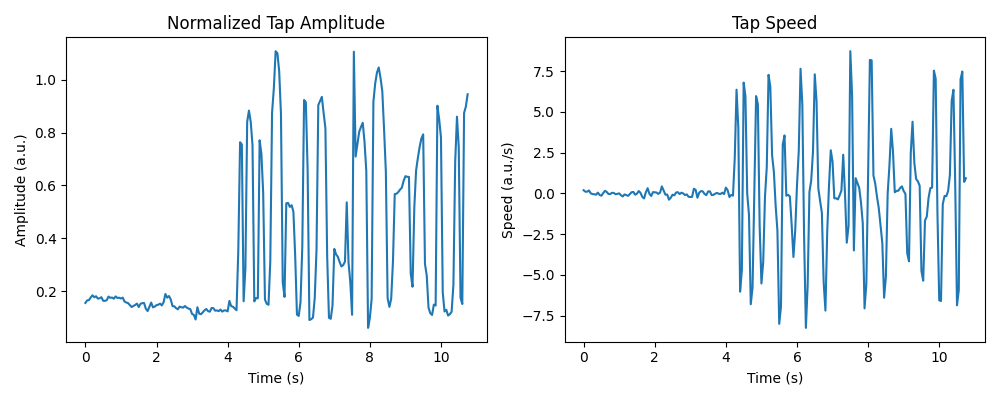 Normalized Tap Amplitude
Amplitude (a.u.)
1.0
0.8
0.6
0.4
0.2
0 2 4 6 8 10
Time (s)
Tap Speed
Speed (a.u./s)
7.5
5.0
2.5
0.0
−2.5
−5.0
−7.5
0 2 4 6 8 10
Time (s)